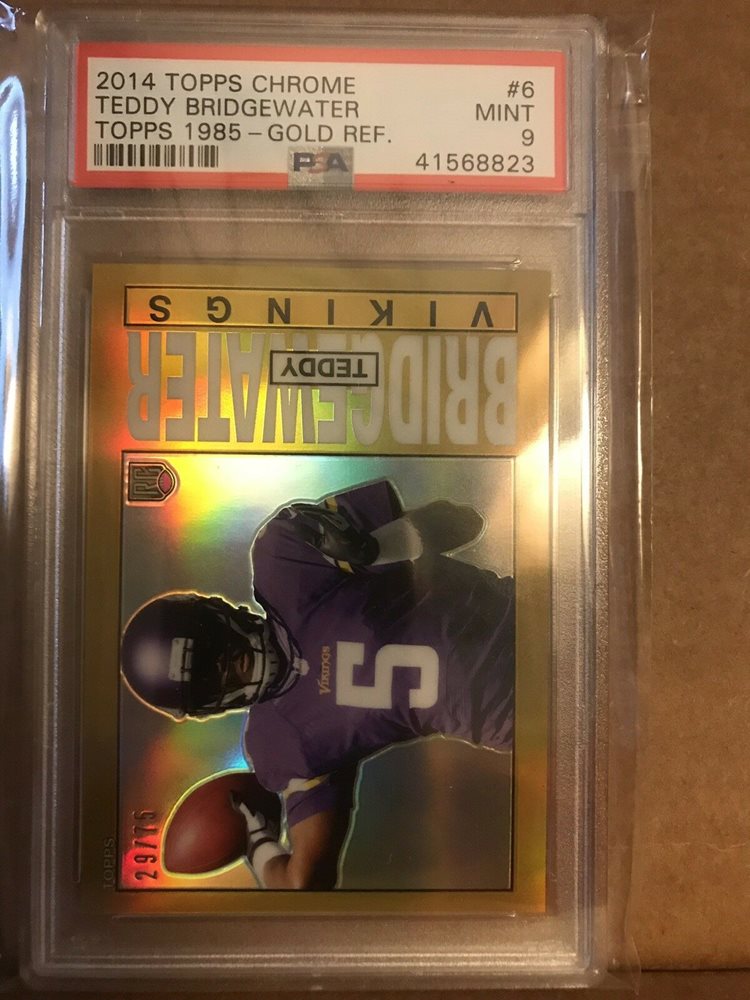 2014 TOPPS CHROME #6
TEDDY BRIDGEWATER MINT
TOPPS 1985 – GOLD REF. 9
PSA 41568823
VIKINGS
BRIDGEWATER
TEDDY
RC
VIKINGS
5
29/75
TOPPS